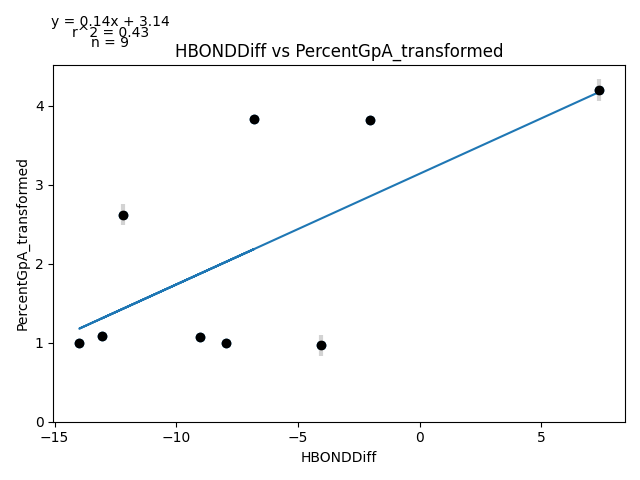 y = 0.14x + 3.14
r^2 = 0.43
n = 9
HBONDDiff vs PercentGpA_transformed
PercentGpA_transformed
4
3
2
1
0
−15 −10 −5 0 5
HBONDDiff